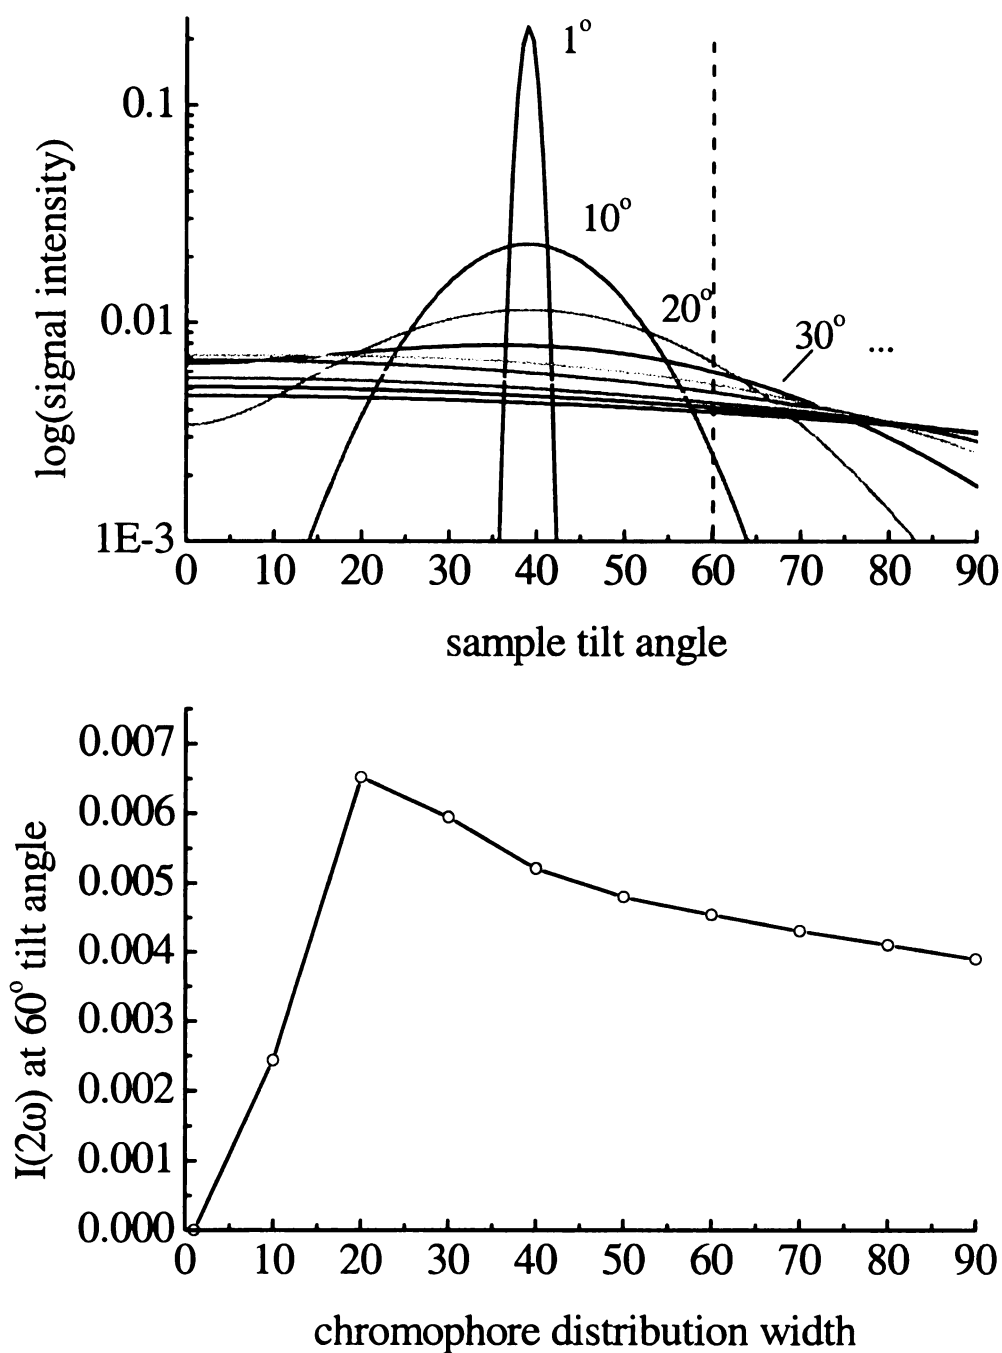 log(signal intensity)
0.1
0.01
1E-3
1°
10°
20°
30° ...
0 10 20 30 40 50 60 70 80 90
sample tilt angle
I(2ω) at 60° tilt angle
0.007
0.006
0.005
0.004
0.003
0.002
0.001
0.000
0 10 20 30 40 50 60 70 80 90
chromophore distribution width